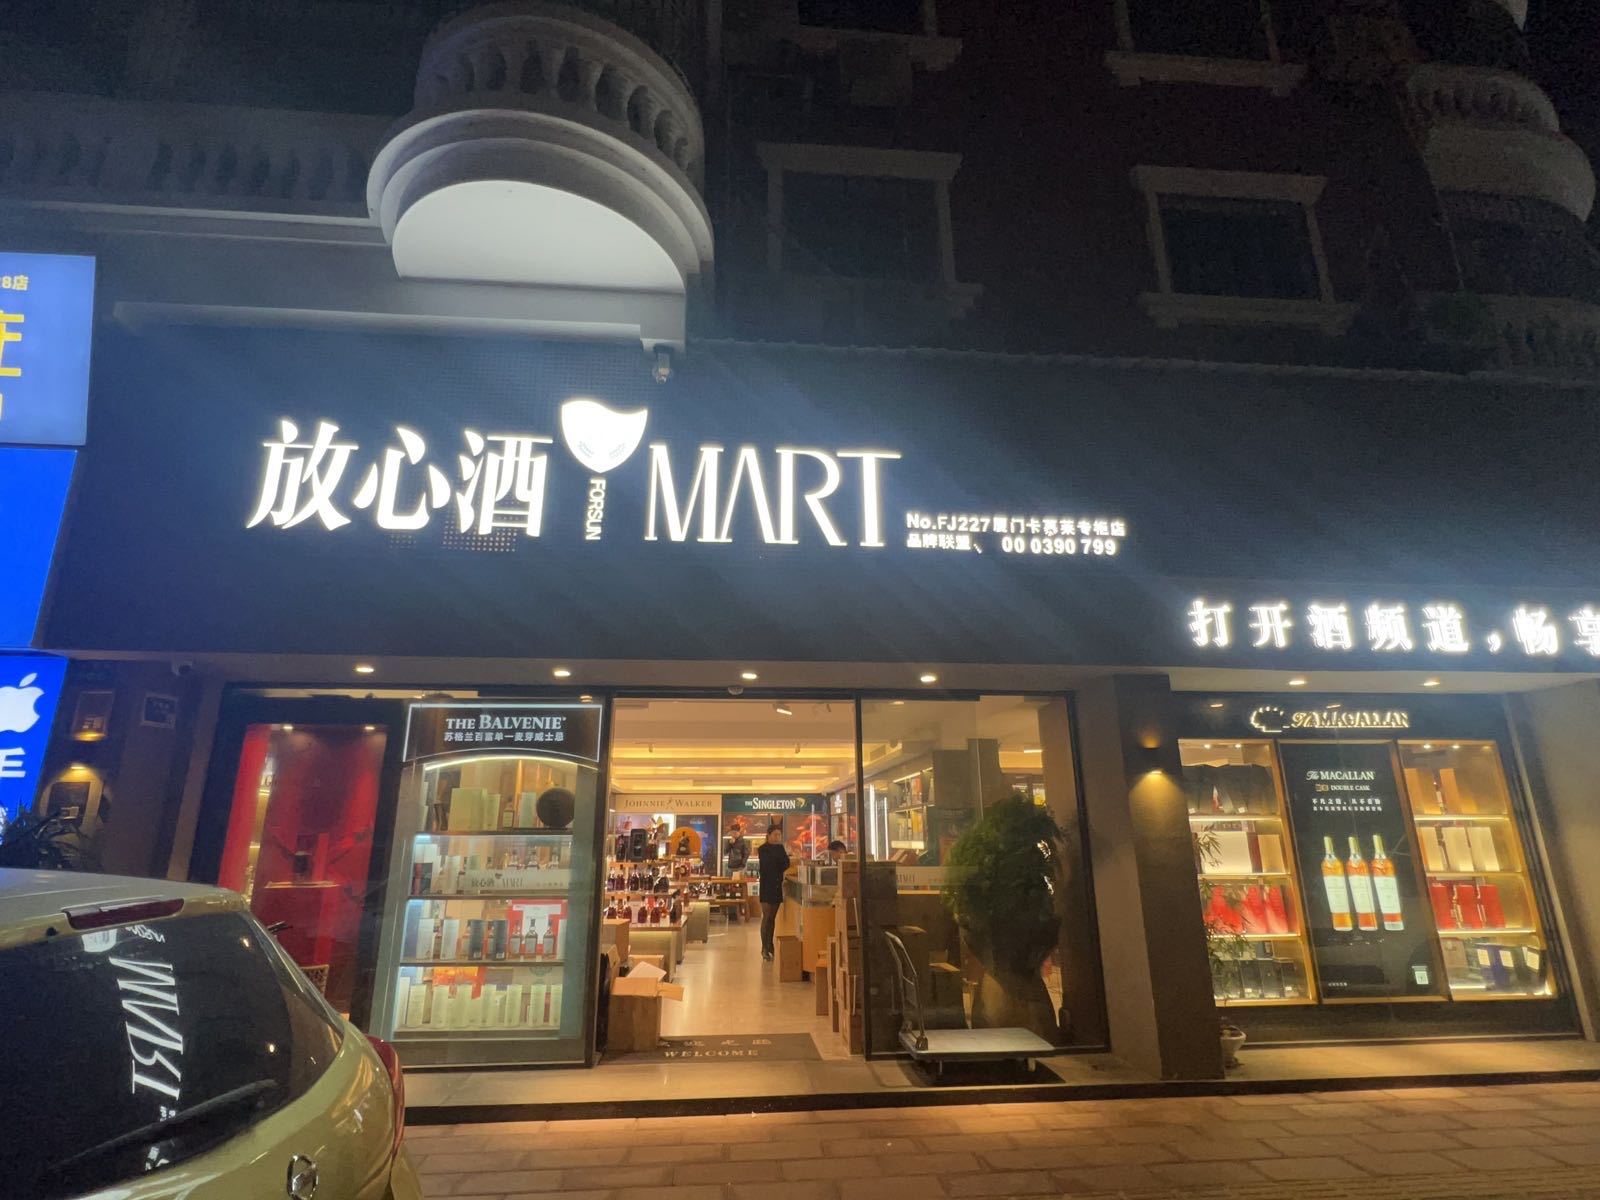 8店
放心酒
FORSUN
MART
No.FJ227厦门卡慕莱专柜店
品牌联盟、 00 0390 799
打开酒频道,畅享
THE BALVENIE
苏格兰百富单一麦芽威士忌
JOHNNIE WALKER
THE SINGLETON
The MACALLAN
The MACALLAN
DOUBLE CASK
WELCOME
MART